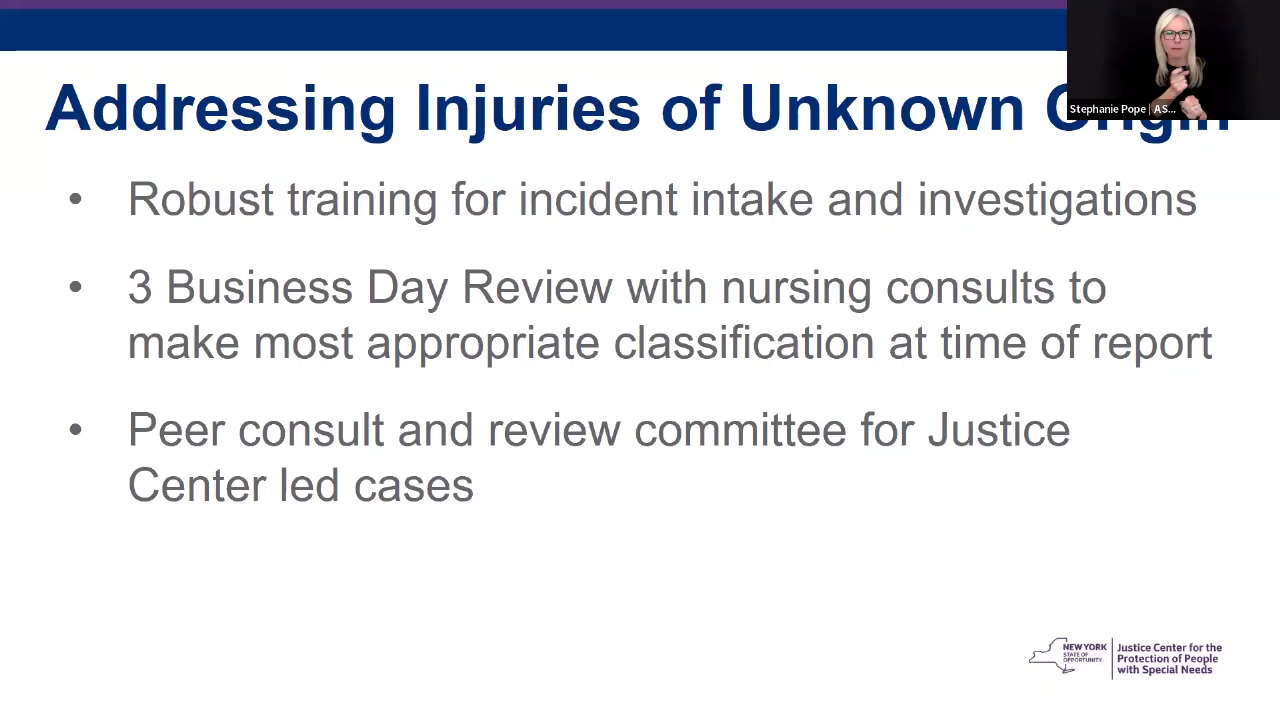 Addressing Injuries of Unknown Origin
Stephanie Pope | AS...
• Robust training for incident intake and investigations
• 3 Business Day Review with nursing consults to
make most appropriate classification at time of report
• Peer consult and review committee for Justice
Center led cases
NEW YORK
STATE OF
OPPORTUNITY.
Justice Center for the
Protection of People
with Special Needs